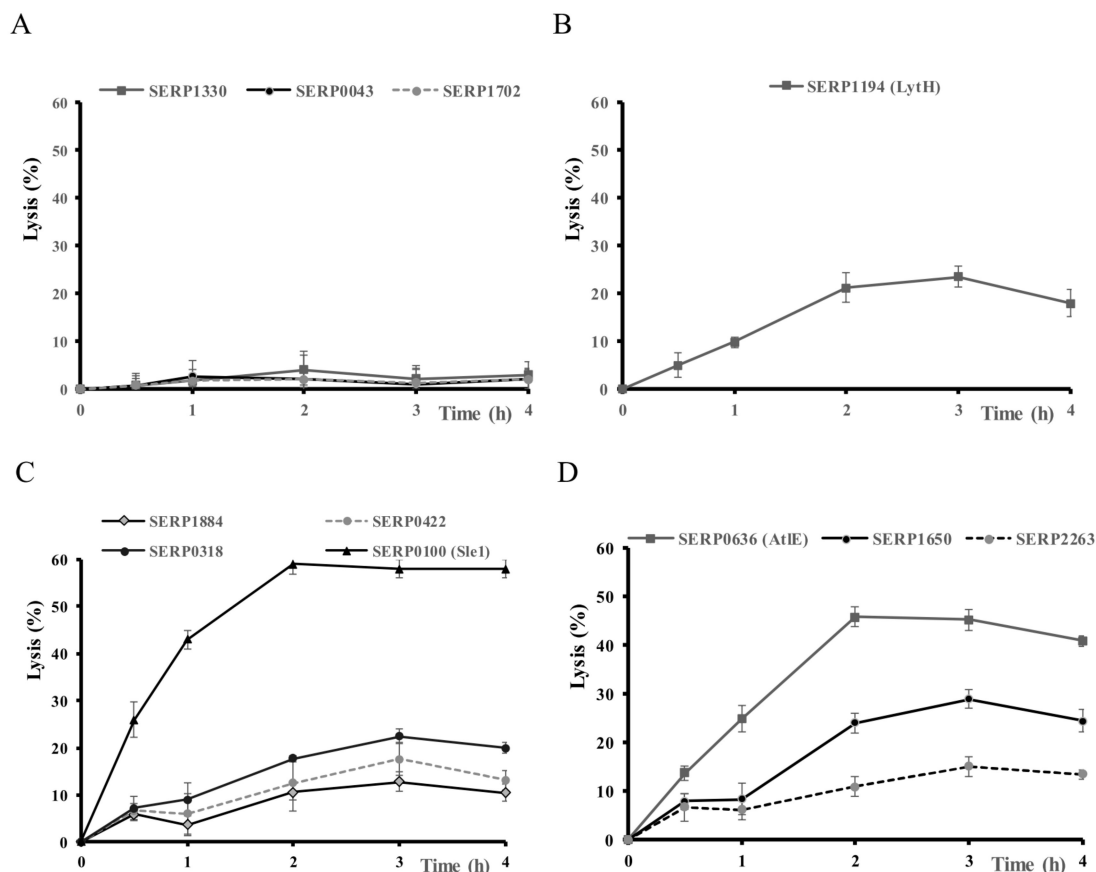 A
SERP1330 SERP0043 SERP1702
60
50
40
30
20
10
0
Lysis (%)
0 1 2 3 4
Time (h)
B
SERP1194 (LytH)
60
50
40
30
20
10
0
Lysis (%)
0 1 2 3 4
Time (h)
C
SERP1884 SERP0422
SERP0318 SERP0100 (Sle1)
60
50
40
30
20
10
0
Lysis (%)
0 1 2 3 4
Time (h)
D
SERP0636 (AtlE) SERP1650 SERP2263
60
50
40
30
20
10
0
Lysis (%)
0 1 2 3 4
Time (h)